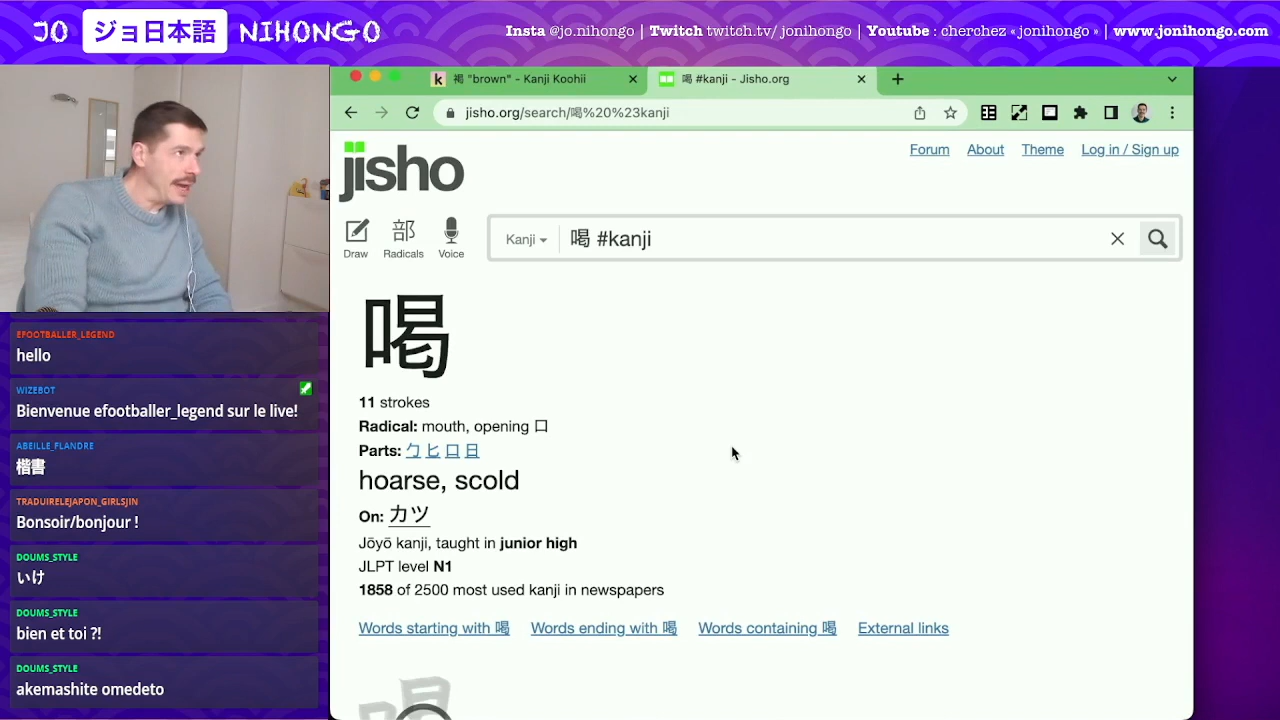 JO ジョ日本語 NIHONGO
Insta @jo.nihongo | Twitch twitch.tv/ jonihongo | Youtube : cherchez « jonihongo » | www.jonihongo.com
k 褐 "brown" - Kanji Koohii
喝 #kanji - Jisho.org
jisho.org/search/喝%20%23kanji
jisho
Forum About Theme Log in / Sign up
部
Draw Radicals Voice
Kanji 喝 #kanji
喝
11 strokes
Radical: mouth, opening 口
Parts: 勹 匕 口 日
hoarse, scold
On: カツ
Jōyō kanji, taught in junior high
JLPT level N1
1858 of 2500 most used kanji in newspapers
Words starting with 喝 Words ending with 喝 Words containing 喝 External links
喝
EFOOTBALLER_LEGEND
hello
WIZEBOT
Bienvenue efootballer_legend sur le live!
ABEILLE_FLANDRE
楷書
TRADUIRELEJAPON_GIRLSJIN
Bonsoir/bonjour !
DOUMS_STYLE
いけ
DOUMS_STYLE
bien et toi ?!
DOUMS_STYLE
akemashite omedeto